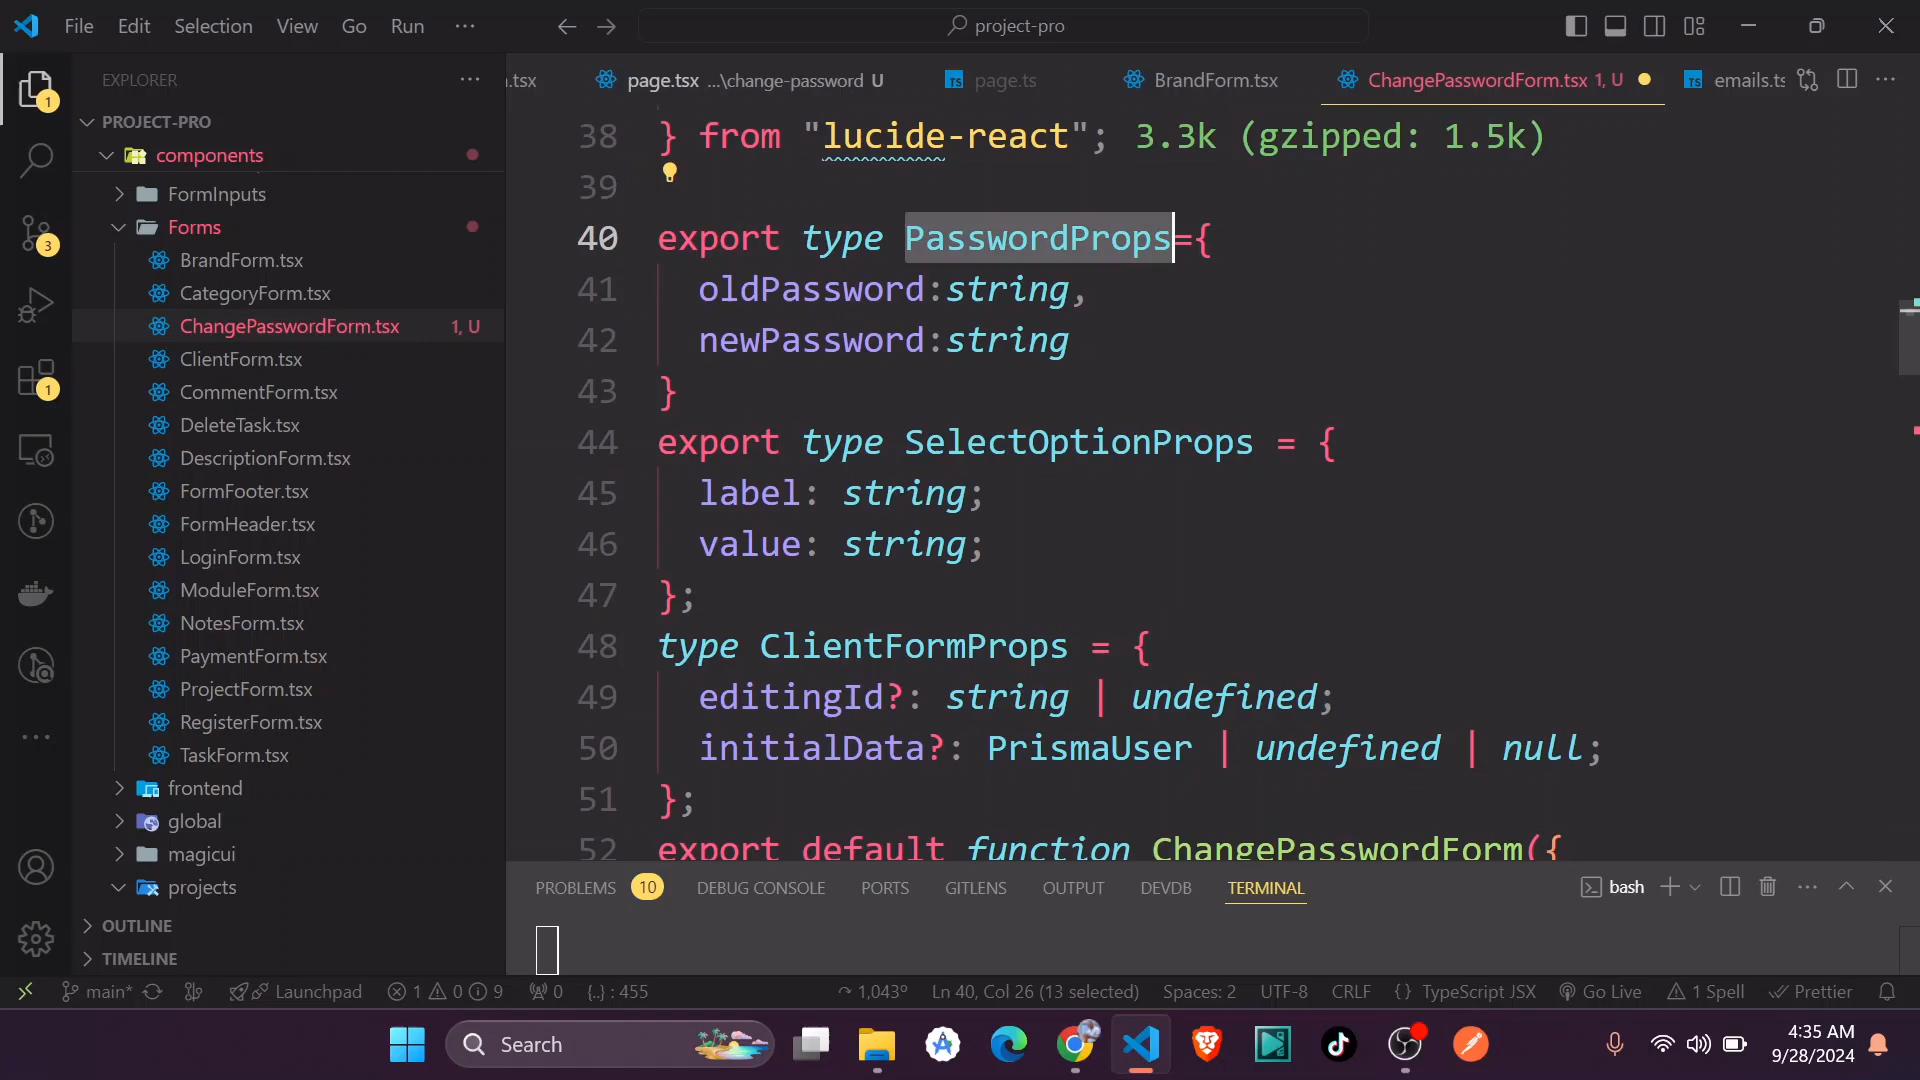 File Edit Selection View Go Run ···
project-pro
EXPLORER
PROJECT-PRO
components
FormInputs
Forms
BrandForm.tsx
CategoryForm.tsx
ChangePasswordForm.tsx 1, U
ClientForm.tsx
CommentForm.tsx
DeleteTask.tsx
DescriptionForm.tsx
FormFooter.tsx
FormHeader.tsx
LoginForm.tsx
ModuleForm.tsx
NotesForm.tsx
PaymentForm.tsx
ProjectForm.tsx
RegisterForm.tsx
TaskForm.tsx
frontend
global
magicui
projects
OUTLINE
TIMELINE
1
3
1
.tsx page.tsx ...\change-password U page.ts BrandForm.tsx ChangePasswordForm.tsx 1, U emails.ts
38 } from "lucide-react"; 3.3k (gzipped: 1.5k)
39
40 export type PasswordProps={
41 oldPassword:string,
42 newPassword:string
43 }
44 export type SelectOptionProps = {
45 label: string;
46 value: string;
47 };
48 type ClientFormProps = {
49 editingId?: string | undefined;
50 initialData?: PrismaUser | undefined | null;
51 };
52 export default function ChangePasswordForm({
PROBLEMS 10 DEBUG CONSOLE PORTS GITLENS OUTPUT DEVDB TERMINAL bash
main* Launchpad 1 0 9 0 {..} : 455 1,043° Ln 40, Col 26 (13 selected) Spaces: 2 UTF-8 CRLF {} TypeScript JSX Go Live 1 Spell Prettier
Search
4:35 AM
9/28/2024